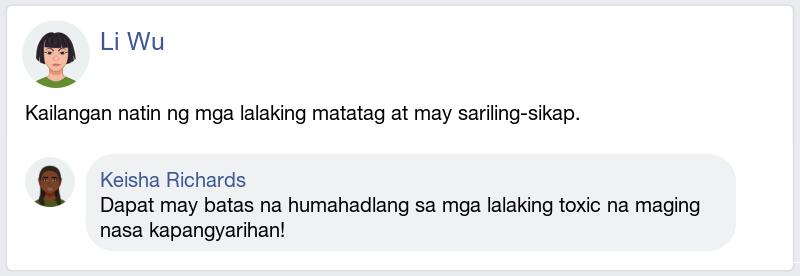 Li Wu
Kailangan natin ng mga lalaking matatag at may sariling-sikap.
Keisha Richards
Dapat may batas na humahadlang sa mga lalaking toxic na maging
nasa kapangyarihan!